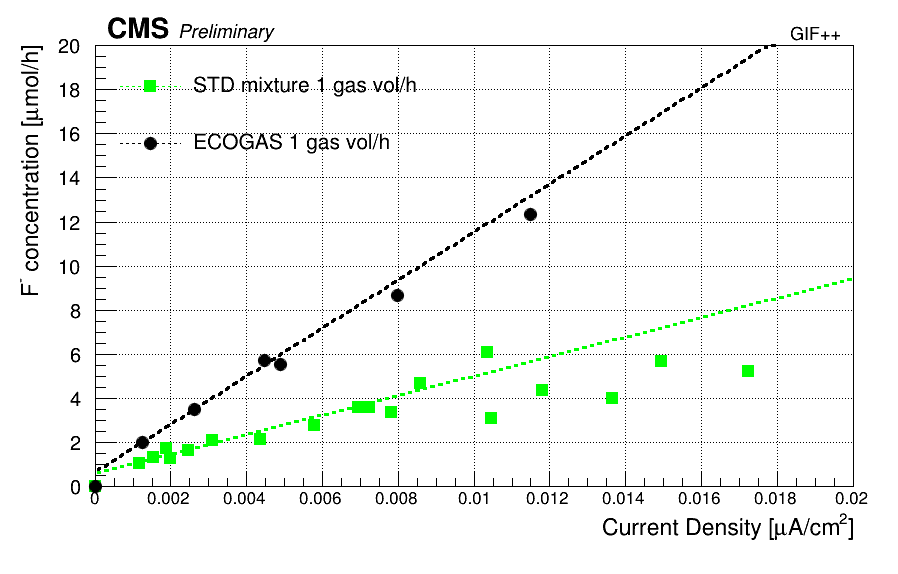 CMS Preliminary
GIF++
F⁻ concentration [μmol/h]
20
18
16
14
12
10
8
6
4
2
0
STD mixture 1 gas vol/h
ECOGAS 1 gas vol/h
0 0.002 0.004 0.006 0.008 0.01 0.012 0.014 0.016 0.018 0.02
Current Density [μA/cm²]